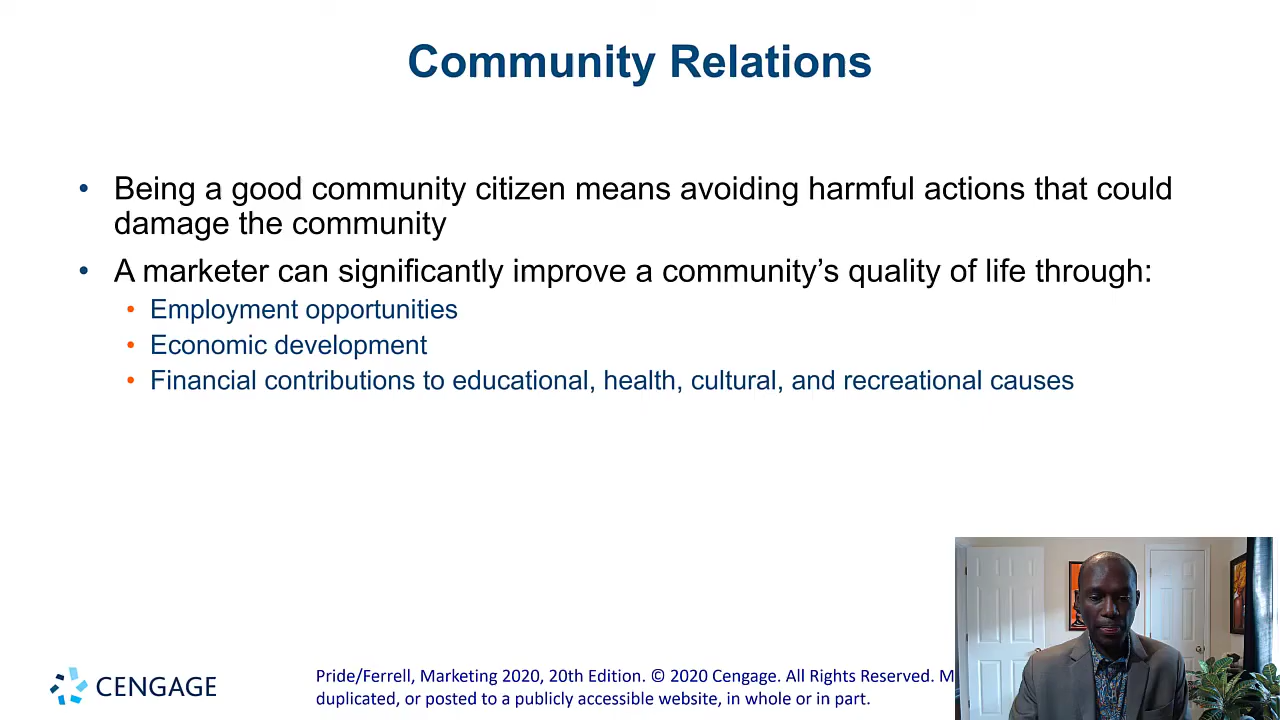 Community Relations
• Being a good community citizen means avoiding harmful actions that could
damage the community
• A marketer can significantly improve a community’s quality of life through:
• Employment opportunities
• Economic development
• Financial contributions to educational, health, cultural, and recreational causes
CENGAGE
Pride/Ferrell, Marketing 2020, 20th Edition. © 2020 Cengage. All Rights Reserved. M
duplicated, or posted to a publicly accessible website, in whole or in part.